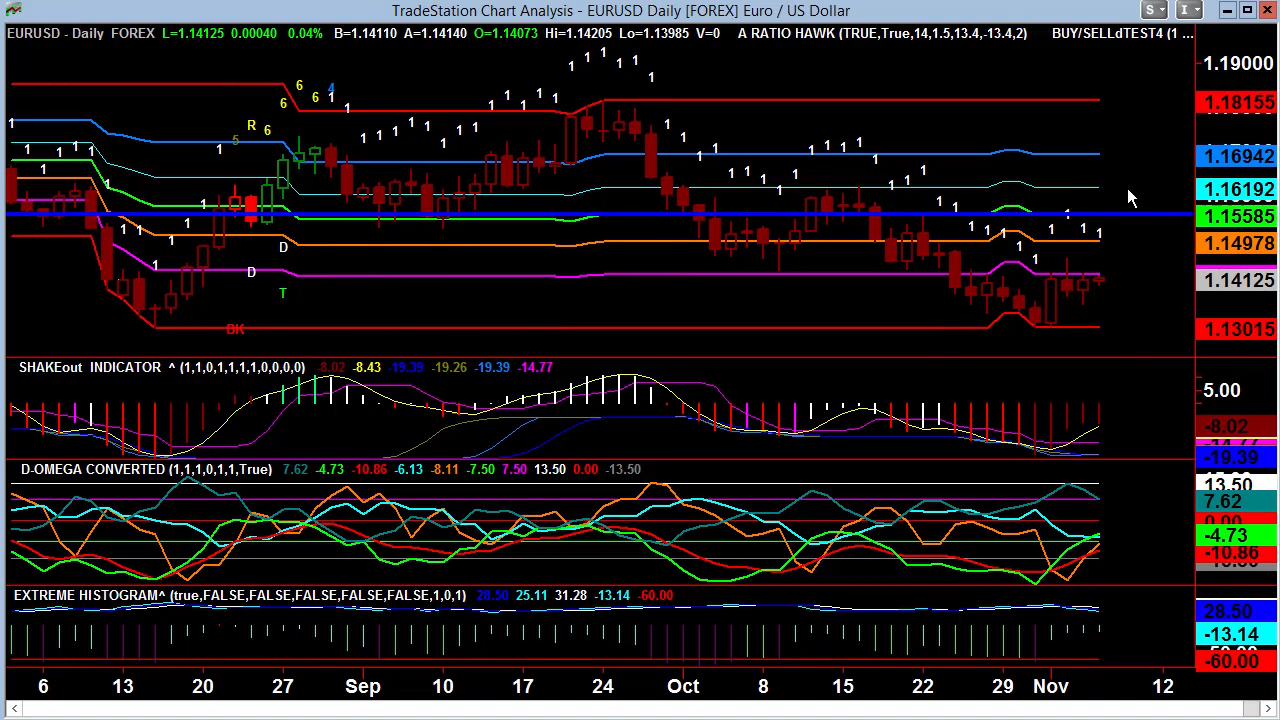 TradeStation Chart Analysis - EURUSD Daily [FOREX] Euro / US Dollar
S I
EURUSD - Daily FOREX L=1.14125 0.00040 0.04% B=1.14110 A=1.14140 O=1.14073 Hi=1.14205 Lo=1.13985 V=0 A RATIO HAWK (TRUE,True,14,1.5,13.4,-13.4,2) BUY/SELLdTEST4 (1 ...
1.19000
1.18155
1.16942
1.16192
1.15585
1.14978
1.14125
1.13015
6 6 4
6
R 6
5
D
D
T
BK
SHAKEout INDICATOR ^ (1,1,0,1,1,1,1,0,0,0,0) -8.02 -8.43 -19.39 -19.26 -19.39 -14.77
5.00
-8.02
-19.39
D-OMEGA CONVERTED (1,1,1,0,1,1,True) 7.62 -4.73 -10.86 -6.13 -8.11 -7.50 7.50 13.50 0.00 -13.50
13.50
7.62
0.00
-4.73
-10.86
EXTREME HISTOGRAM^ (true,FALSE,FALSE,FALSE,FALSE,FALSE,1,0,1) 28.50 25.11 31.28 -13.14 -60.00
28.50
-13.14
-60.00
6 13 20 27 Sep 10 17 24 Oct 8 15 22 29 Nov 12